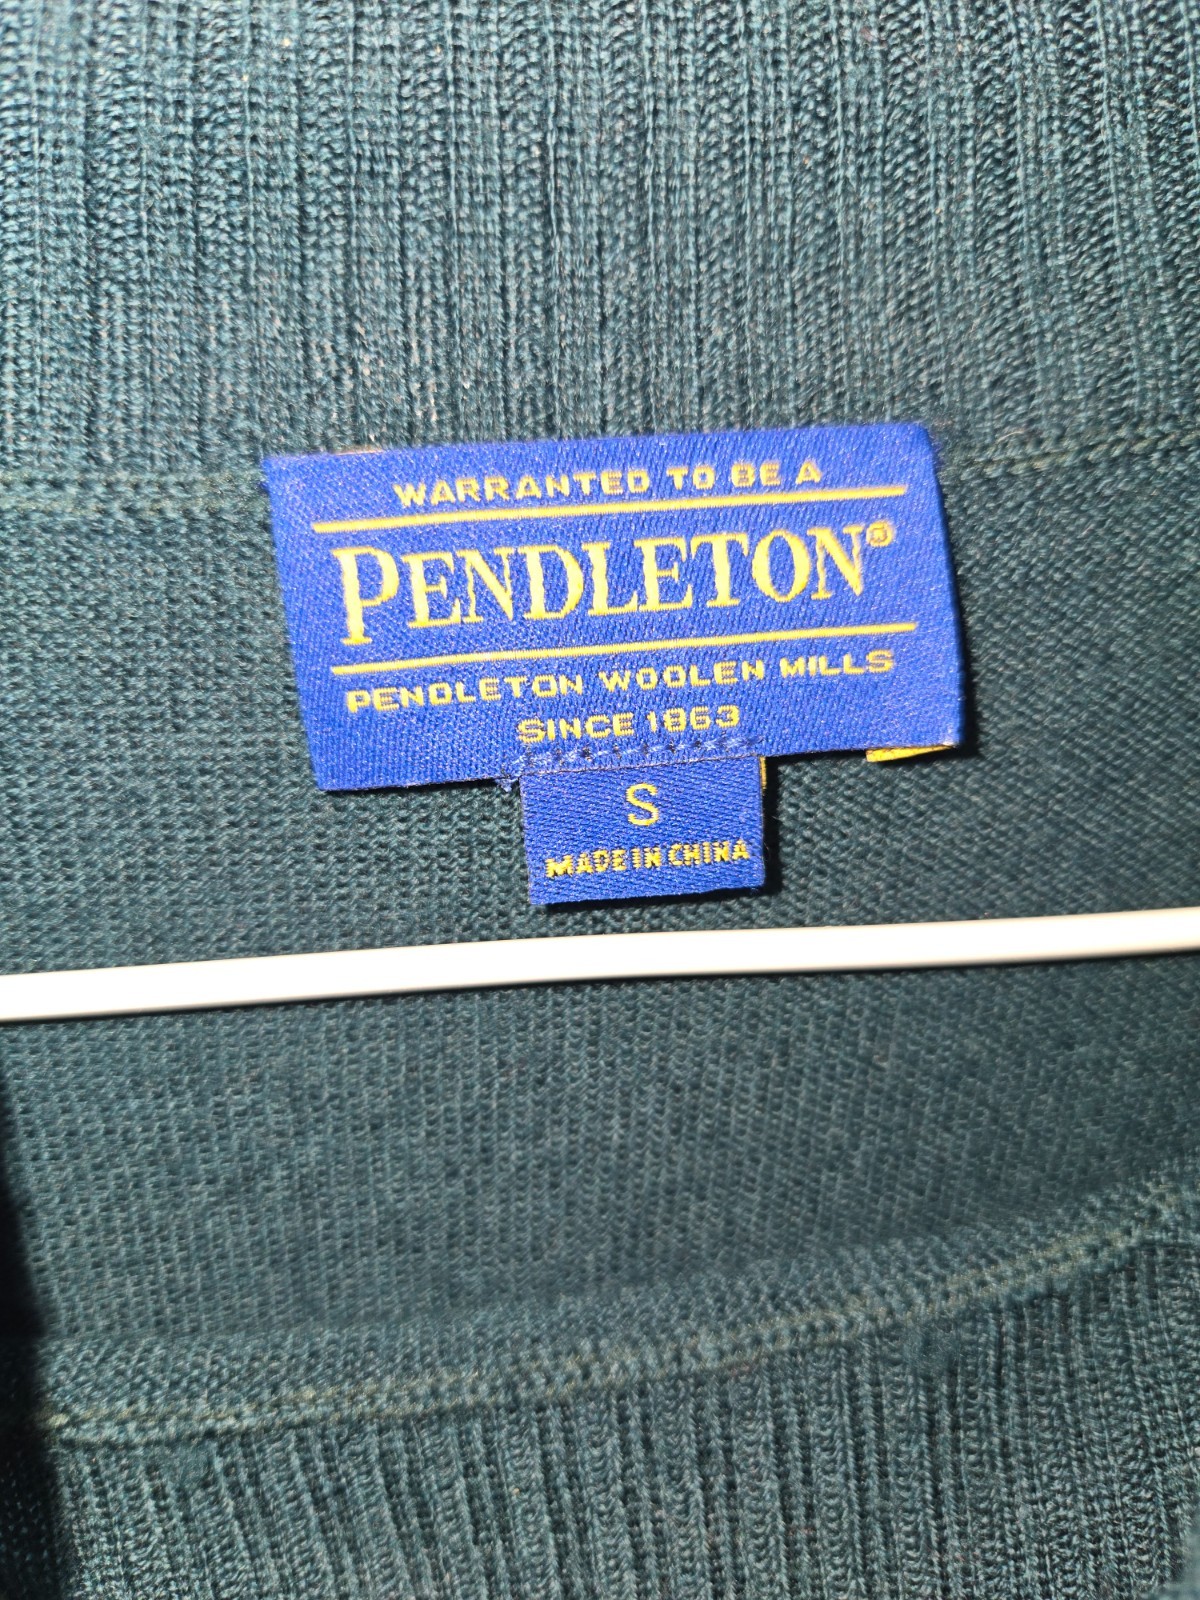 WARRANTED TO BE A
PENDLETON®
PENDLETON WOOLEN MILLS
SINCE 1863
S
MADE IN CHINA